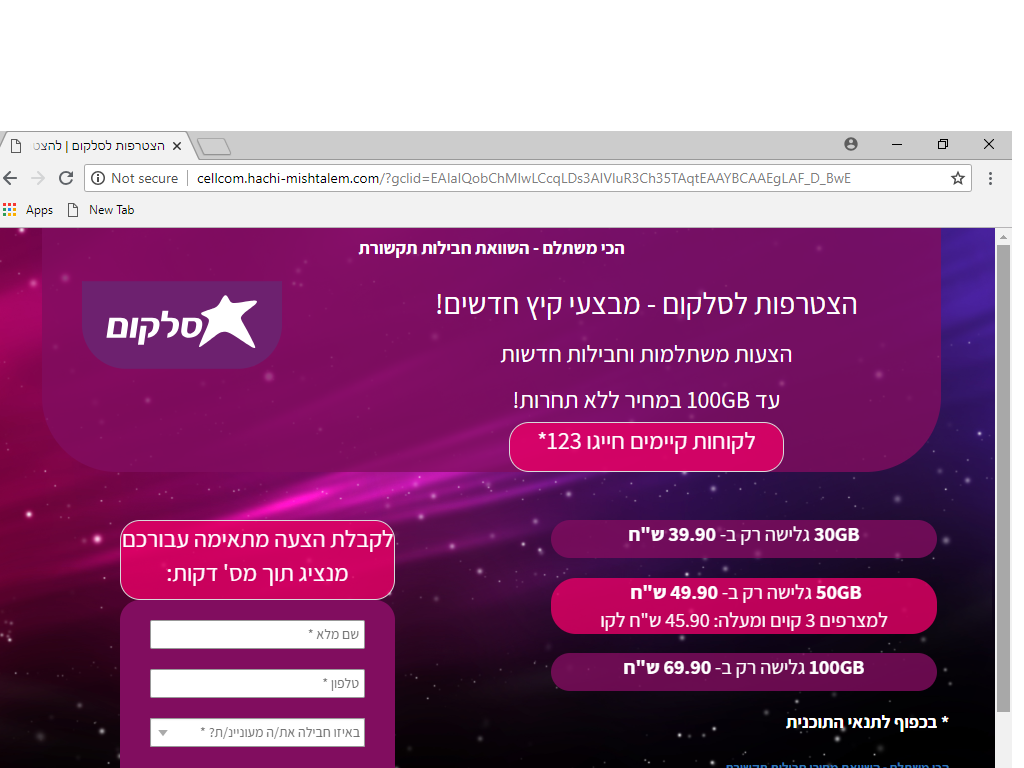 הצטרפות לסלקום | להצט
Not secure
cellcom.hachi-mishtalem.com/?gclid=EAIaIQobChMIwLCcqLDs3AIVIuR3Ch35TAqtEAAYBCAAEgLAF_D_BwE
Apps
New Tab
הכי משתלם - השוואת חבילות תקשורת
סלקום
הצטרפות לסלקום - מבצעי קיץ חדשים!
הצעות משתלמות וחבילות חדשות
עד 100GB במחיר ללא תחרות!
לקוחות קיימים חייגו 123*
30GB גלישה רק ב- 39.90 ש"ח
50GB גלישה רק ב- 49.90 ש"ח
למצרפים 3 קוים ומעלה: 45.90 ש"ח לקו
100GB גלישה רק ב- 69.90 ש"ח
* בכפוף לתנאי התוכנית
לקבלת הצעה מתאימה עבורכם
מנציג תוך מס' דקות:
שם מלא *
טלפון *
באיזו חבילה את/ה מעוניינ/ת? *